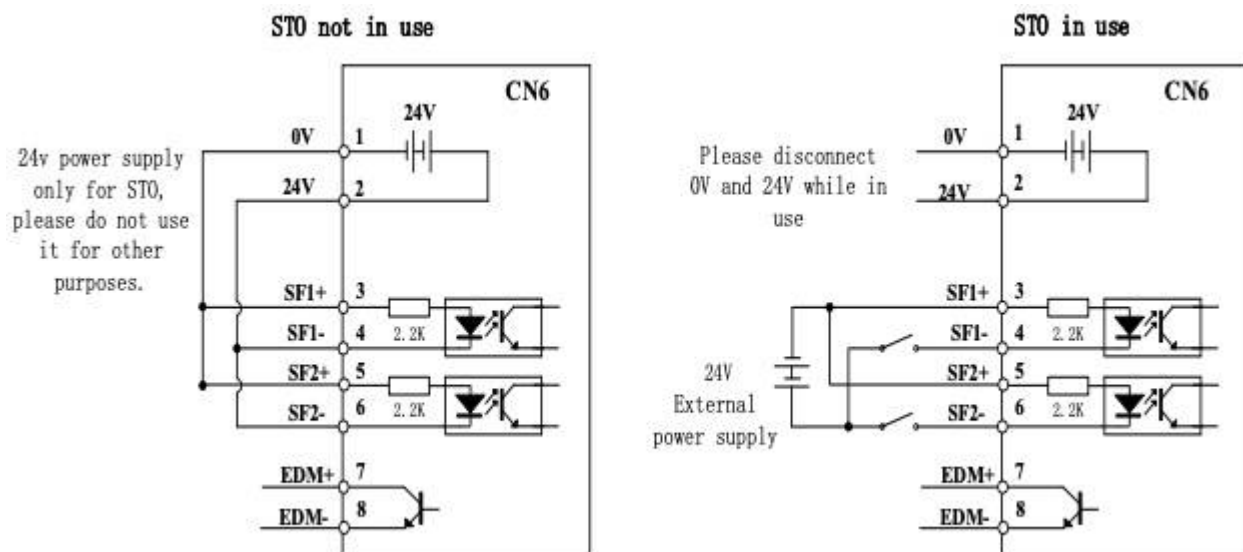 STO not in use
CN6
24V
0V 1
24V 2
24v power supply
only for STO,
please do not use
it for other
purposes.
SF1+ 3
2.2K
SF1- 4
SF2+ 5
2.2K
SF2- 6
EDM+ 7
EDM- 8
STO in use
CN6
24V
0V 1
24V 2
Please disconnect
0V and 24V while in
use
SF1+ 3
2.2K
SF1- 4
SF2+ 5
2.2K
SF2- 6
24V
External
power supply
EDM+ 7
EDM- 8